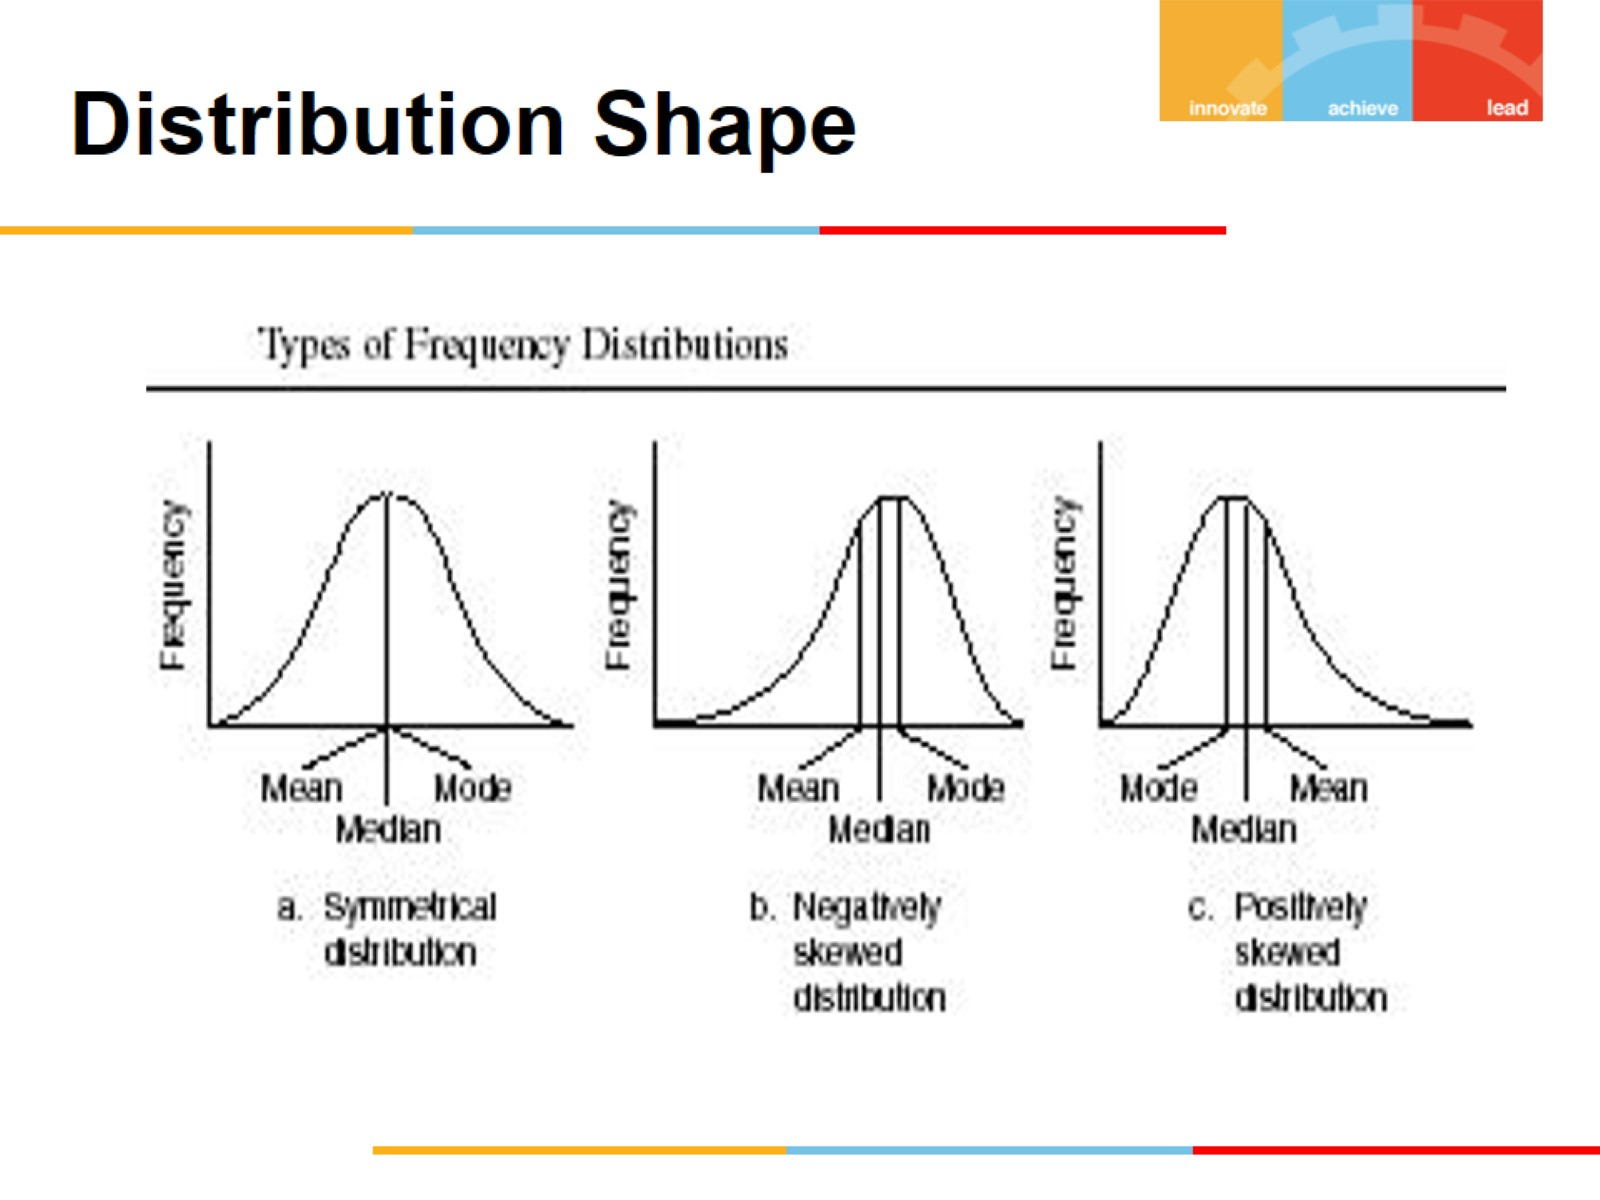 innovate achieve lead
Distribution Shape
Types of Frequency Distributions
Frequency
Mean Mode
Median
a. Symmetrical
distribution
Frequency
Mean Mode
Median
b. Negatively
skewed
distribution
Frequency
Mode Mean
Median
c. Positively
skewed
distribution